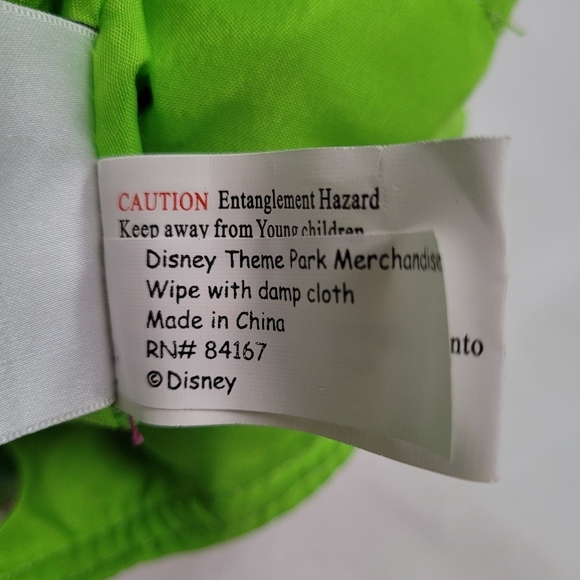 CAUTION Entanglement Hazard
Keep away from Young children
Disney Theme Park Merchandise
Wipe with damp cloth
Made in China
RN# 84167
©Disney
nto